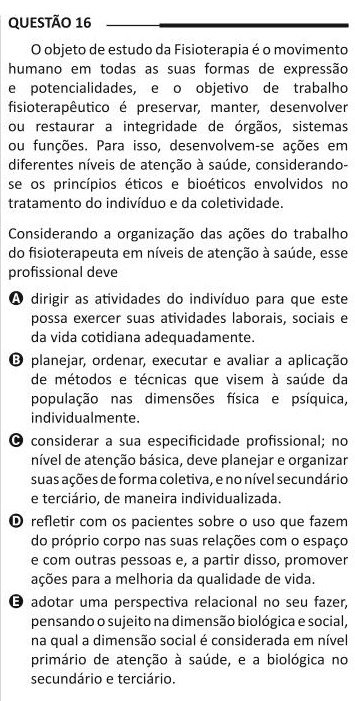 QUESTÃO 16
O objeto de estudo da Fisioterapia é o movimento
humano em todas as suas formas de expressão
e potencialidades, e o objetivo de trabalho
fisioterapêutico é preservar, manter, desenvolver
ou restaurar a integridade de órgãos, sistemas
ou funções. Para isso, desenvolvem-se ações em
diferentes níveis de atenção à saúde, considerando-
se os princípios éticos e bioéticos envolvidos no
tratamento do indivíduo e da coletividade.
Considerando a organização das ações do trabalho
do fisioterapeuta em níveis de atenção à saúde, esse
profissional deve
A dirigir as atividades do indivíduo para que este
possa exercer suas atividades laborais, sociais e
da vida cotidiana adequadamente.
B planejar, ordenar, executar e avaliar a aplicação
de métodos e técnicas que visem à saúde da
população nas dimensões física e psíquica,
individualmente.
C considerar a sua especificidade profissional; no
nível de atenção básica, deve planejar e organizar
suas ações de forma coletiva, e no nível secundário
e terciário, de maneira individualizada.
D refletir com os pacientes sobre o uso que fazem
do próprio corpo nas suas relações com o espaço
e com outras pessoas e, a partir disso, promover
ações para a melhoria da qualidade de vida.
E adotar uma perspectiva relacional no seu fazer,
pensando o sujeito na dimensão biológica e social,
na qual a dimensão social é considerada em nível
primário de atenção à saúde, e a biológica no
secundário e terciário.